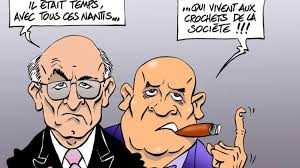 IL ÉTAIT TEMPS,
AVEC TOUS CES NANTIS...
...QUI VIVENT AUX
CROCHETS DE LA
SOCIÉTÉ !!!